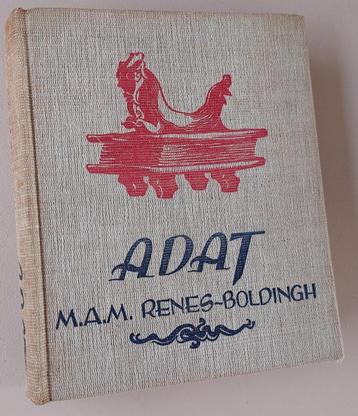 ADAT
M.A.M. RENES-BOLDINGH